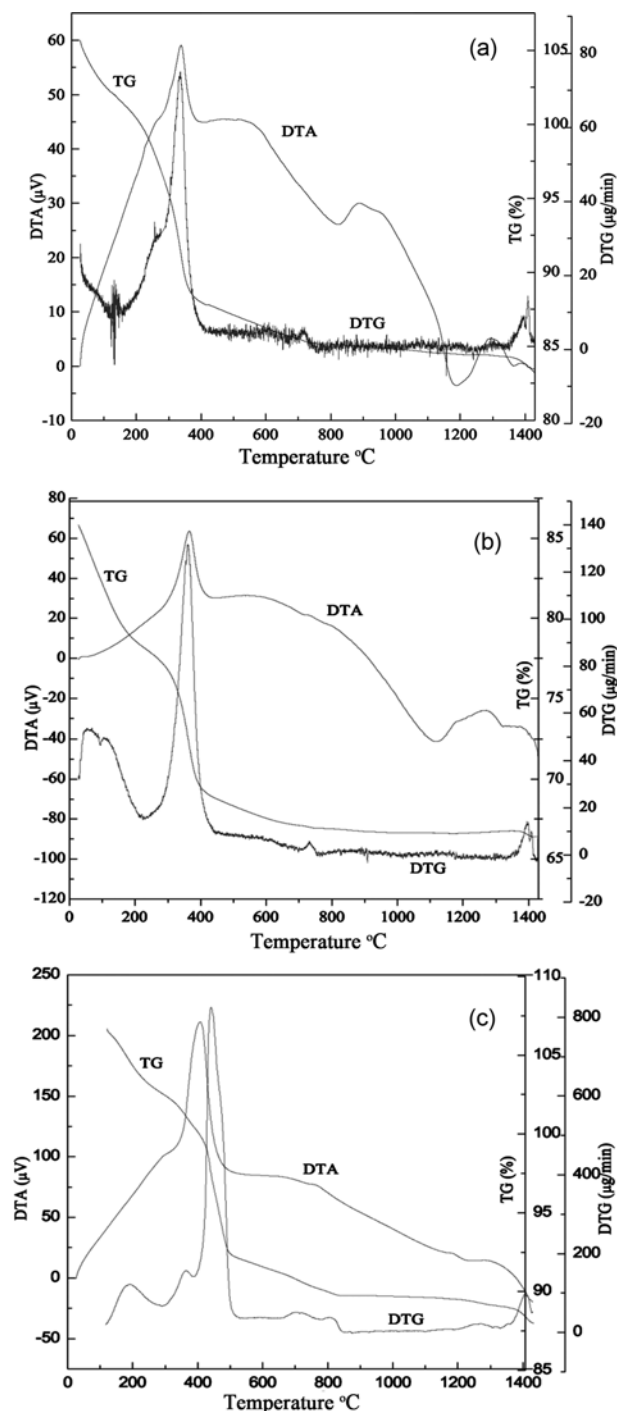 (a)
60
50
40
30
20
10
0
-10
DTA (µV)
TG
DTA
DTG
105
100
95
90
85
80
TG (%)
80
60
40
20
0
-20
DTG (µg/min)
0 200 400 600 800 1000 1200 1400
Temperature °C
(b)
80
60
40
20
0
-20
-40
-60
-80
-100
-120
DTA (µV)
TG
DTA
DTG
85
80
75
70
65
TG (%)
140
120
100
80
60
40
20
0
-20
DTG (µg/min)
0 200 400 600 800 1000 1200 1400
Temperature °C
(c)
250
200
150
100
50
0
-50
DTA (µV)
TG
DTA
DTG
110
105
100
95
90
85
TG (%)
800
600
400
200
0
DTG (µg/min)
0 200 400 600 800 1000 1200 1400
Temperature °C